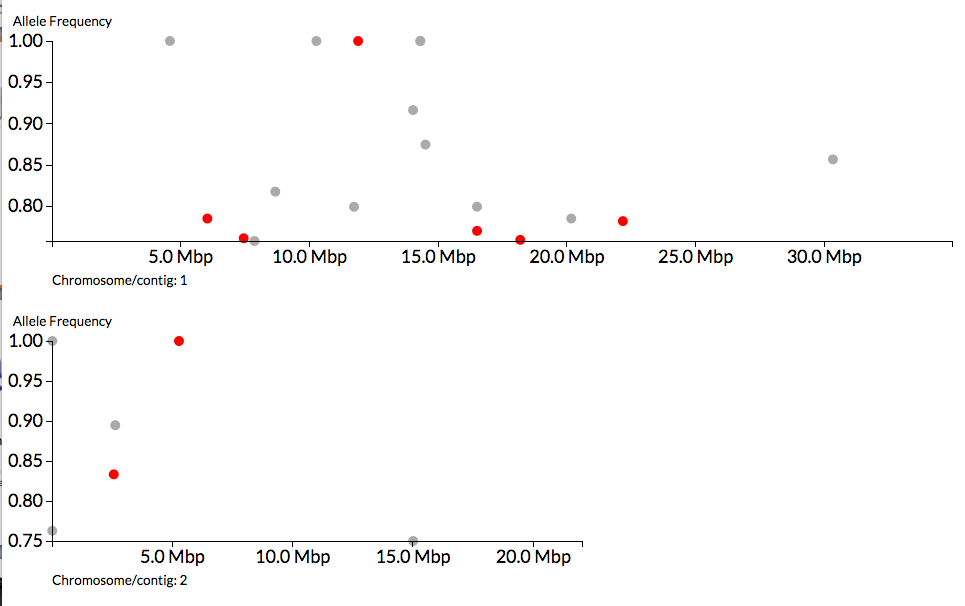 Allele Frequency
1.00
0.95
0.90
0.85
0.80
5.0 Mbp 10.0 Mbp 15.0 Mbp 20.0 Mbp 25.0 Mbp 30.0 Mbp
Chromosome/contig: 1
Allele Frequency
1.00
0.95
0.90
0.85
0.80
0.75
5.0 Mbp 10.0 Mbp 15.0 Mbp 20.0 Mbp
Chromosome/contig: 2